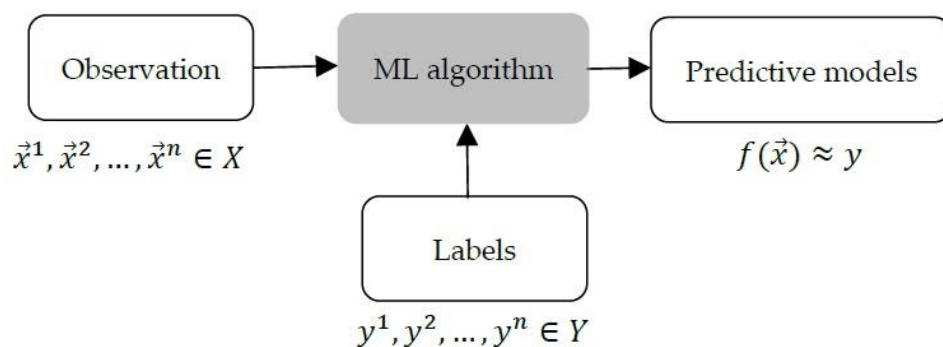 Observation
ML algorithm
Predictive models
x⃗¹, x⃗², …, x⃗ⁿ ∈ X
f(x⃗) ≈ y
Labels
y¹, y², …, yⁿ ∈ Y